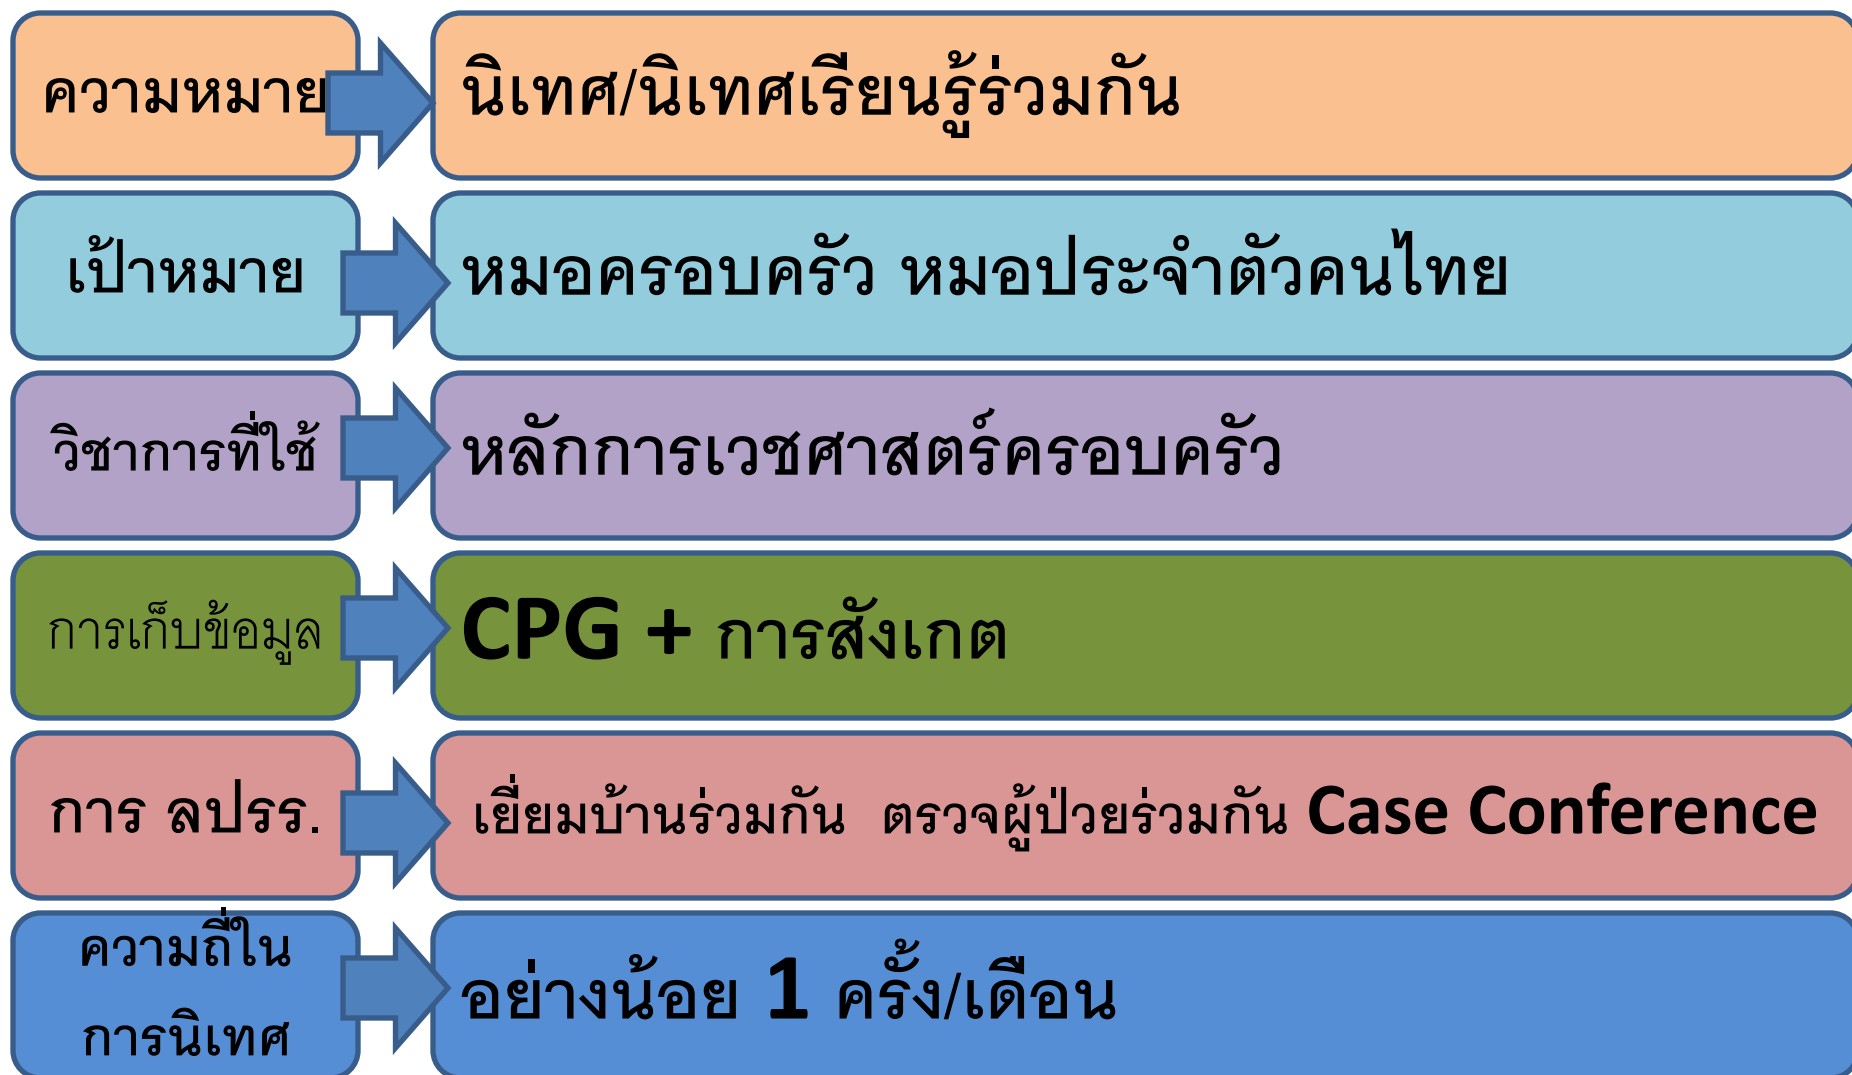 ความหมาย
นิเทศ/นิเทศเรียนรู้ร่วมกัน
เป้าหมาย
หมอครอบครัว หมอประจำตัวคนไทย
วิชาการที่ใช้
หลักการเวชศาสตร์ครอบครัว
การเก็บข้อมูล
CPG + การสังเกต
การ ลปรร.
เยี่ยมบ้านร่วมกัน ตรวจผู้ป่วยร่วมกัน Case Conference
ความถี่ใน
การนิเทศ
อย่างน้อย 1 ครั้ง/เดือน